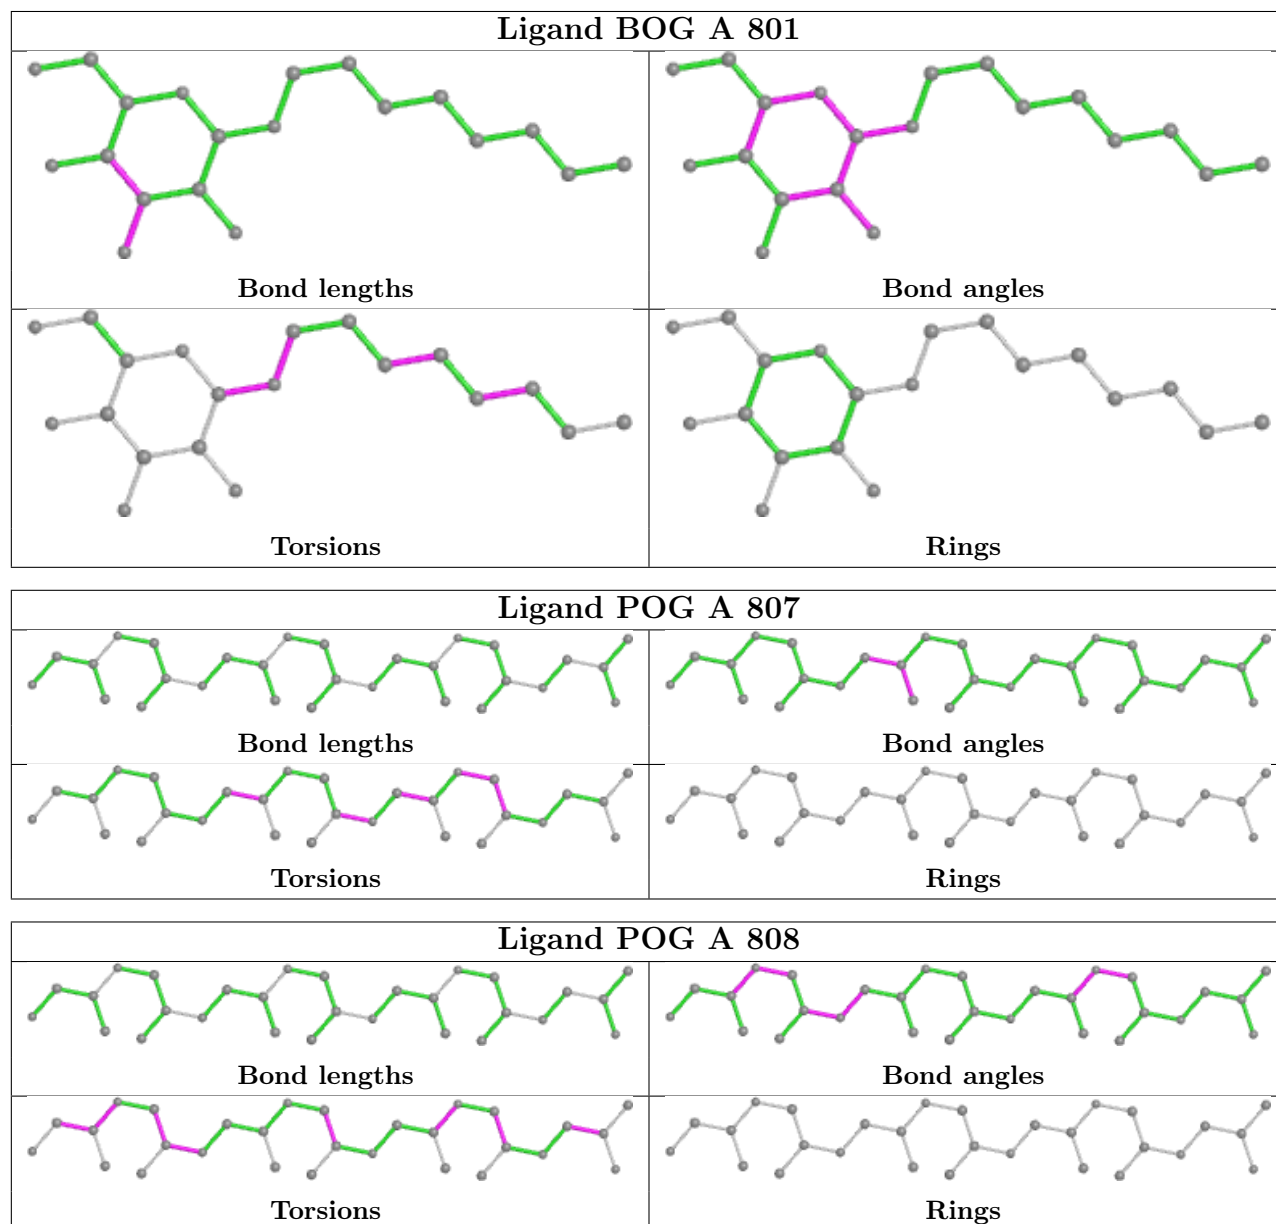 Ligand BOG A 801
Bond lengths
Bond angles
Torsions
Rings
Ligand POG A 807
Bond lengths
Bond angles
Torsions
Rings
Ligand POG A 808
Bond lengths
Bond angles
Torsions
Rings